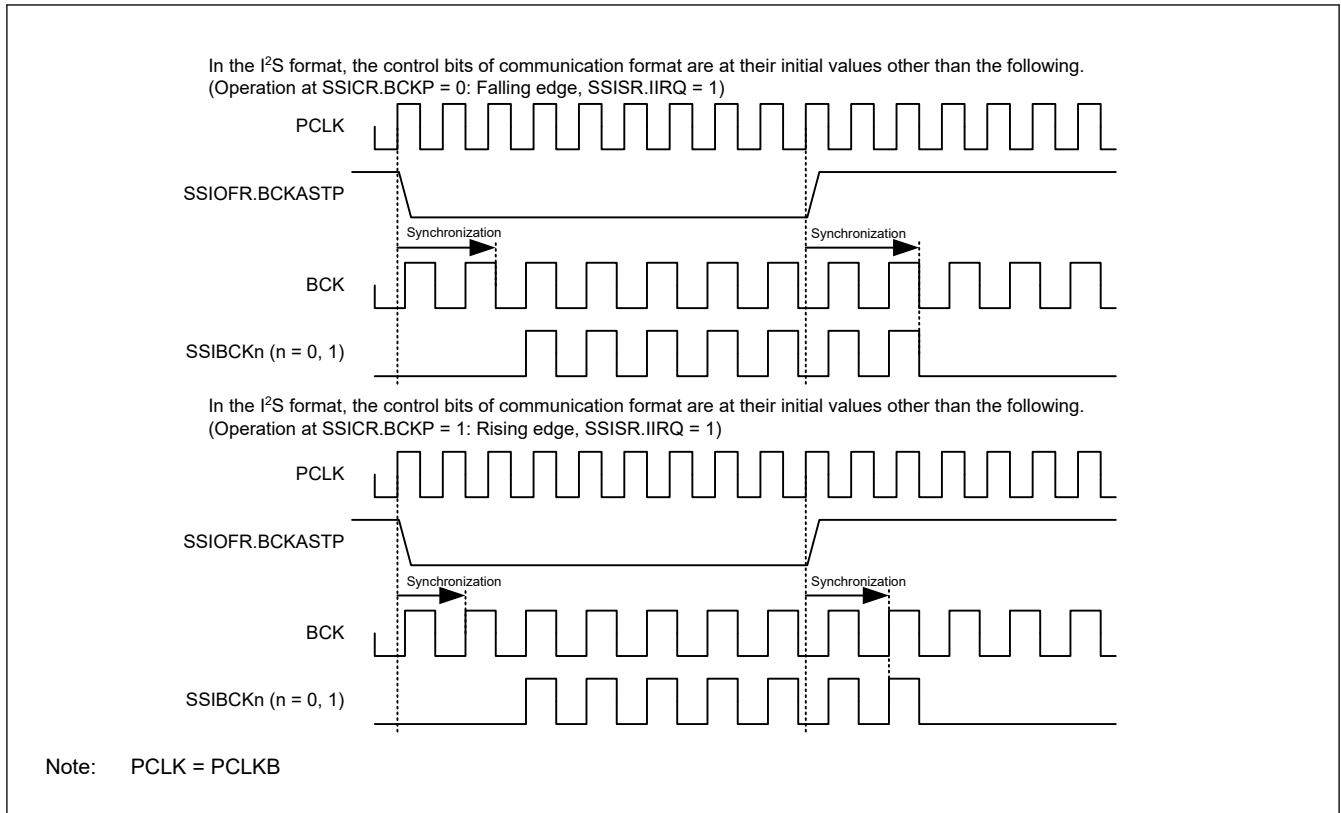 In the I²S format, the control bits of communication format are at their initial values other than the following.
(Operation at SSICR.BCKP = 0: Falling edge, SSISR.IIRQ = 1)
PCLK
SSIOFR.BCKASTP
Synchronization
Synchronization
BCK
SSIBCKn (n = 0, 1)
In the I²S format, the control bits of communication format are at their initial values other than the following.
(Operation at SSICR.BCKP = 1: Rising edge, SSISR.IIRQ = 1)
PCLK
SSIOFR.BCKASTP
Synchronization
Synchronization
BCK
SSIBCKn (n = 0, 1)
Note: PCLK = PCLKB